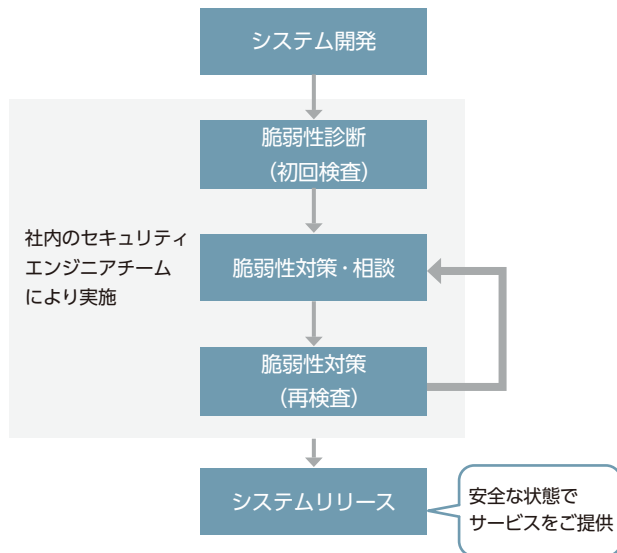 システム開発
脆弱性診断
（初回検査）
社内のセキュリティ
エンジニアチーム
により実施
脆弱性対策・相談
脆弱性対策
（再検査）
システムリリース
安全な状態で
サービスをご提供